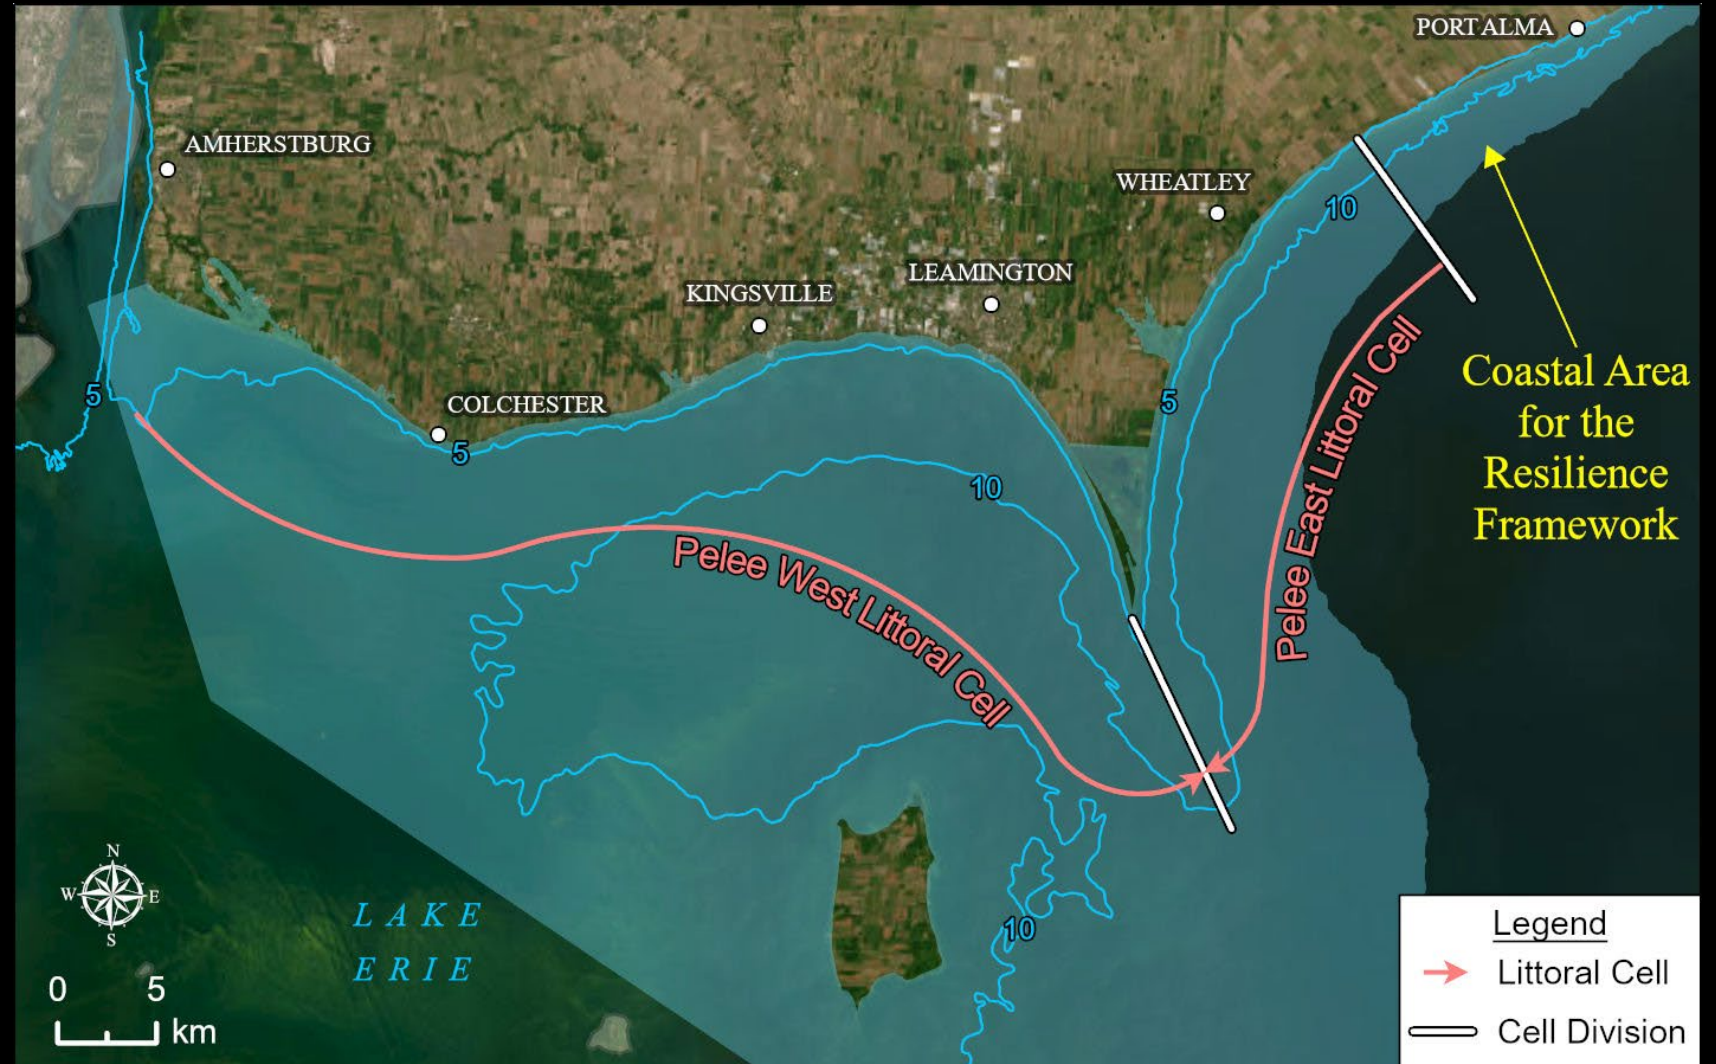 PORT ALMA
AMHERSTBURG
WHEATLEY
10
LEAMINGTON
KINGSVILLE
Pelee East Littoral Cell
Coastal Area
for the
Resilience
Framework
5
5
COLCHESTER
5
10
Pelee West Littoral Cell
N
W E
S
LAKE
ERIE
10
0 5
km
Legend
Littoral Cell
Cell Division